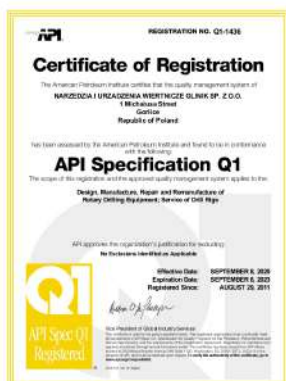 API
REGISTRATION NO. Q1-1436
Certificate of Registration
The American Petroleum Institute certifies that the quality management system of
NARZEDZIA I URZADZENIA WIERTNICZE GLINIK SP. Z O.O.
1 Michalusa Street
Gorlice
Republic of Poland
has been assessed by the American Petroleum Institute and found to be in conformance
with the following:
API Specification Q1
The scope of this registration and the approved quality management system applies to the:
Design, Manufacture, Repair and Remanufacture of
Rotary Drilling Equipment; Service of Drill Rigs
API approves the organization's justification for excluding:
No Exclusions Identified as Applicable
Effective Date: SEPTEMBER 8, 2020
Expiration Date: SEPTEMBER 8, 2023
Registered Since: AUGUST 29, 2011
Q1
API Spec Q1
Registered
Vice President of Global Industry Services